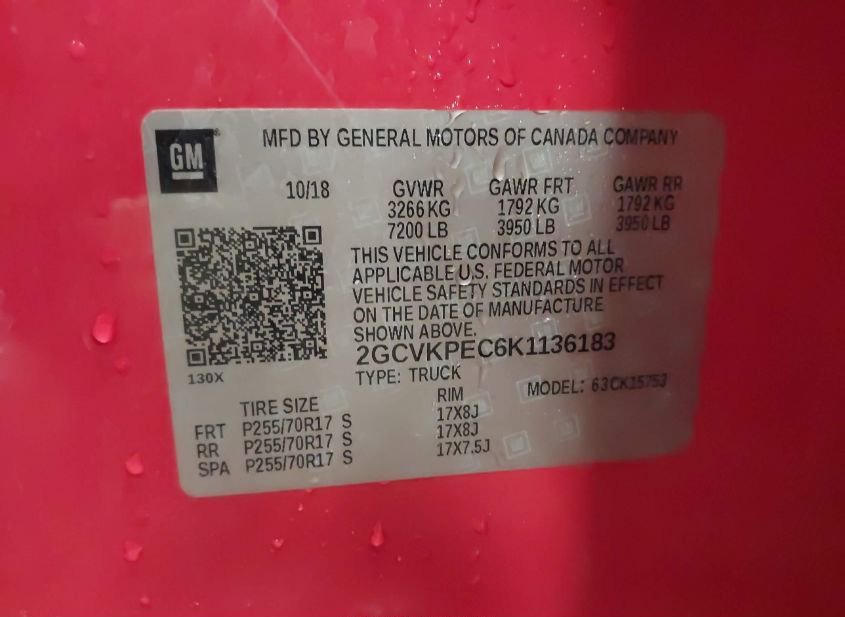 GM
MFD BY GENERAL MOTORS OF CANADA COMPANY
10/18 GVWR GAWR FRT GAWR RR
3266 KG 1792 KG 1792 KG
7200 LB 3950 LB 3950 LB
THIS VEHICLE CONFORMS TO ALL
APPLICABLE U.S. FEDERAL MOTOR
VEHICLE SAFETY STANDARDS IN EFFECT
ON THE DATE OF MANUFACTURE
SHOWN ABOVE.
2GCVKPEC6K1136183
130X
TYPE: TRUCK MODEL: 63CK15753
TIRE SIZE RIM
FRT P255/70R17 S 17X8J
RR P255/70R17 S 17X8J
SPA P255/70R17 S 17X7.5J